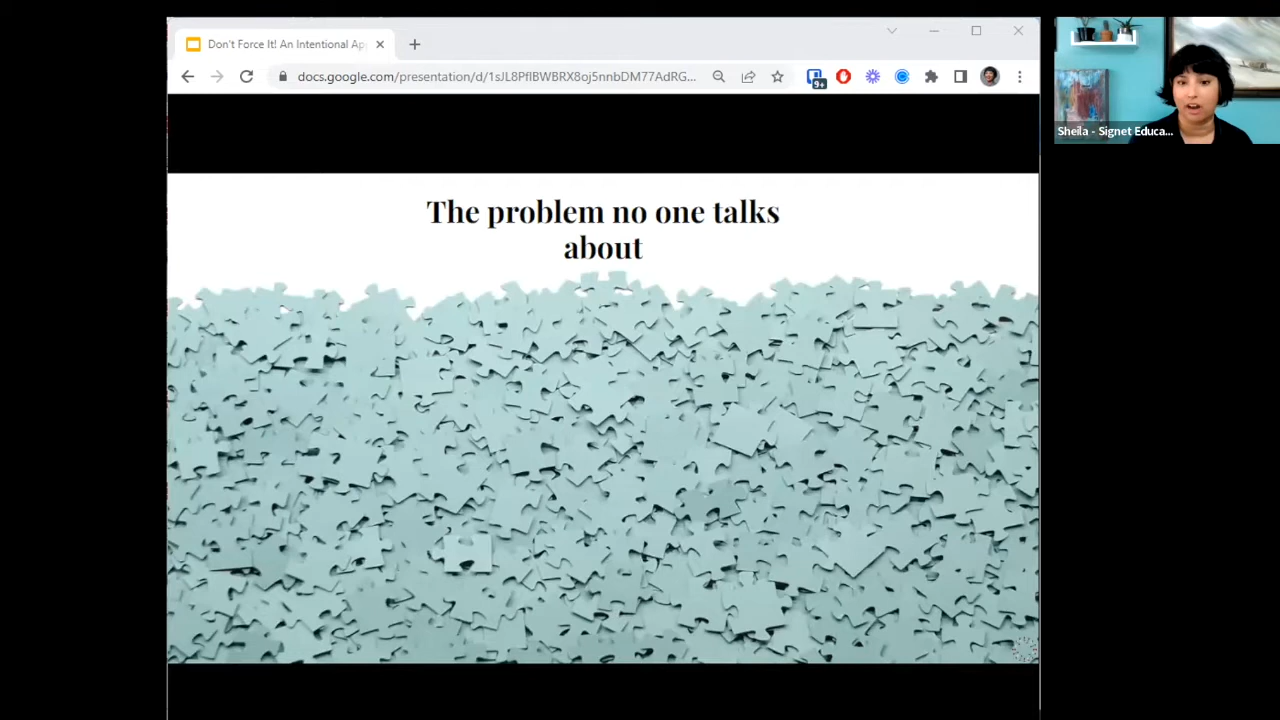 Don't Force It! An Intentional Ap
docs.google.com/presentation/d/1sJL8PflBWBRX8oj5nnbDM77AdRG...
9+
Sheila - Signet Educa...
The problem no one talks
about